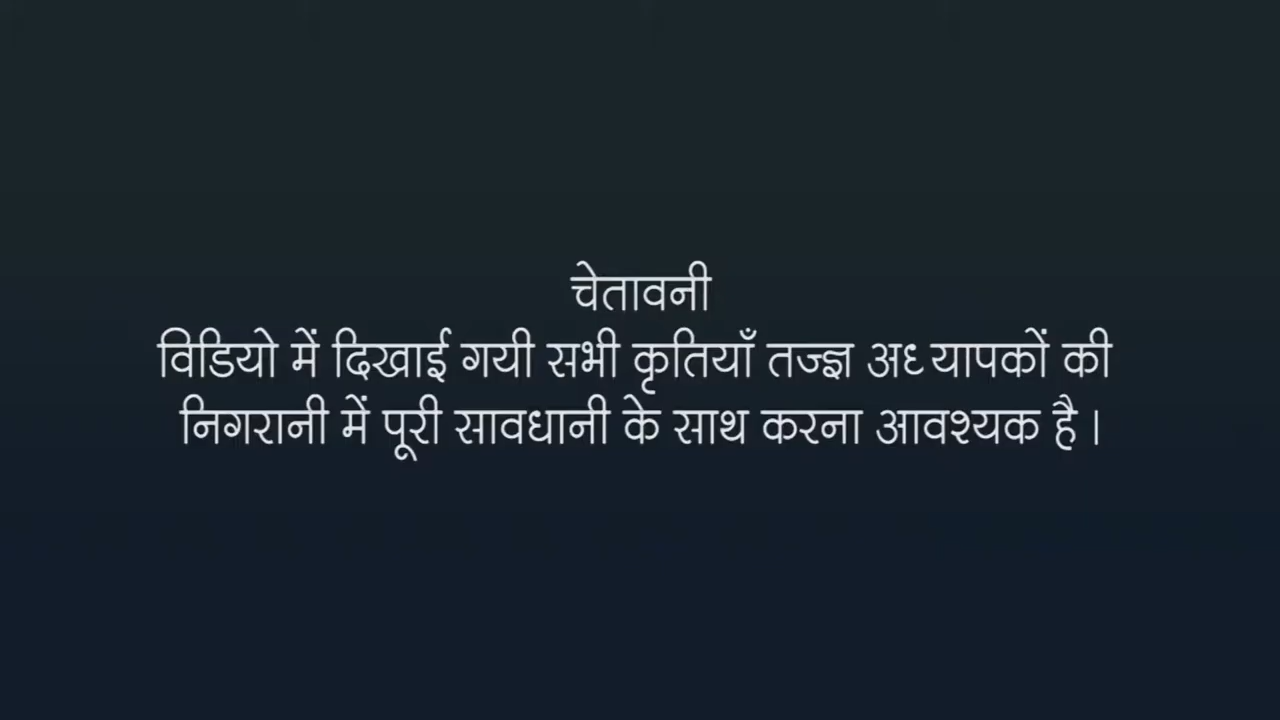 चेतावनी
विडियो में दिखाई गयी सभी कृतियाँ तज्ज्ञ अध्यापकों की
निगरानी में पूरी सावधानी के साथ करना आवश्यक है ।